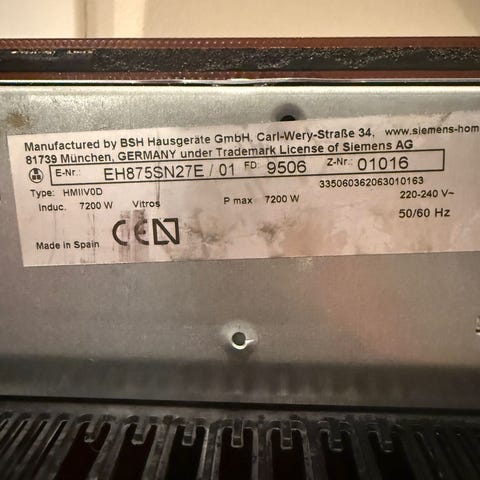 Manufactured by BSH Hausgeräte GmbH, Carl-Wery-Straße 34, www.siemens-hom
81739 München, GERMANY under Trademark License of Siemens AG
E-Nr.: EH875SN27E / 01 FD: 9506 Z-Nr.: 01016
Type: HMIIV0D 335060362063010163
Induc. 7200 W Vitros P max 7200 W 220-240 V~
50/60 Hz
Made in Spain CE N